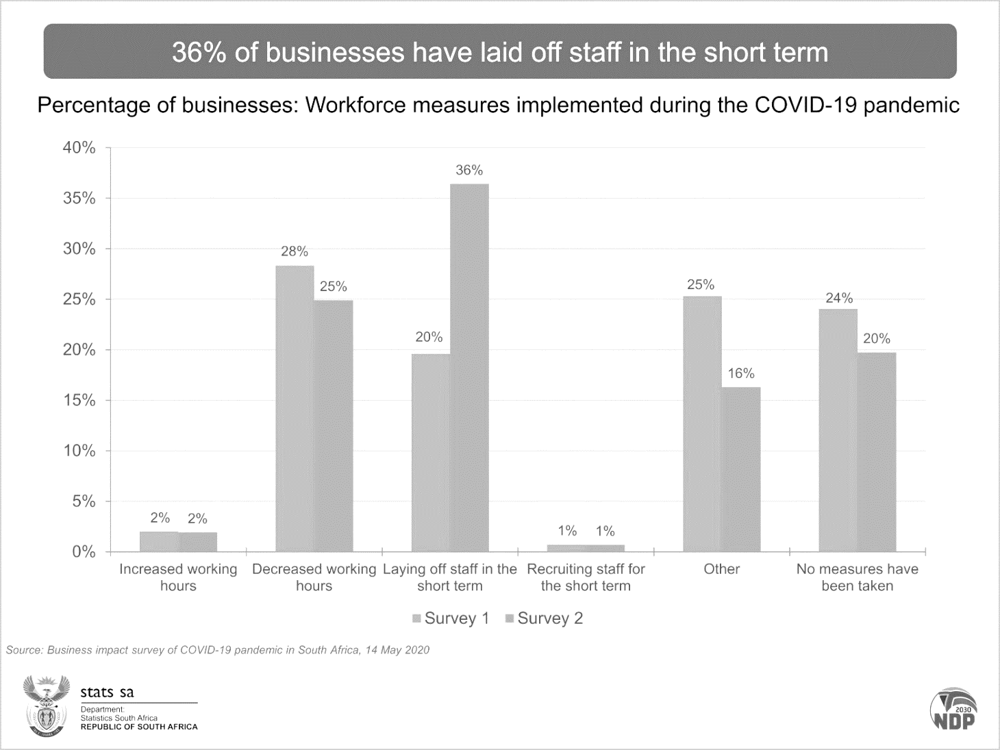 36% of businesses have laid off staff in the short term
Percentage of businesses: Workforce measures implemented during the COVID-19 pandemic
40%
35%
30%
25%
20%
15%
10%
5%
0%
2%
2%
28%
25%
20%
36%
1%
1%
25%
16%
24%
20%
Increased working
hours
Decreased working
hours
Laying off staff in the
short term
Recruiting staff for
the short term
Other
No measures have
been taken
Survey 1
Survey 2
Source: Business impact survey of COVID-19 pandemic in South Africa, 14 May 2020
stats sa
Department:
Statistics South Africa
REPUBLIC OF SOUTH AFRICA
2030
NDP